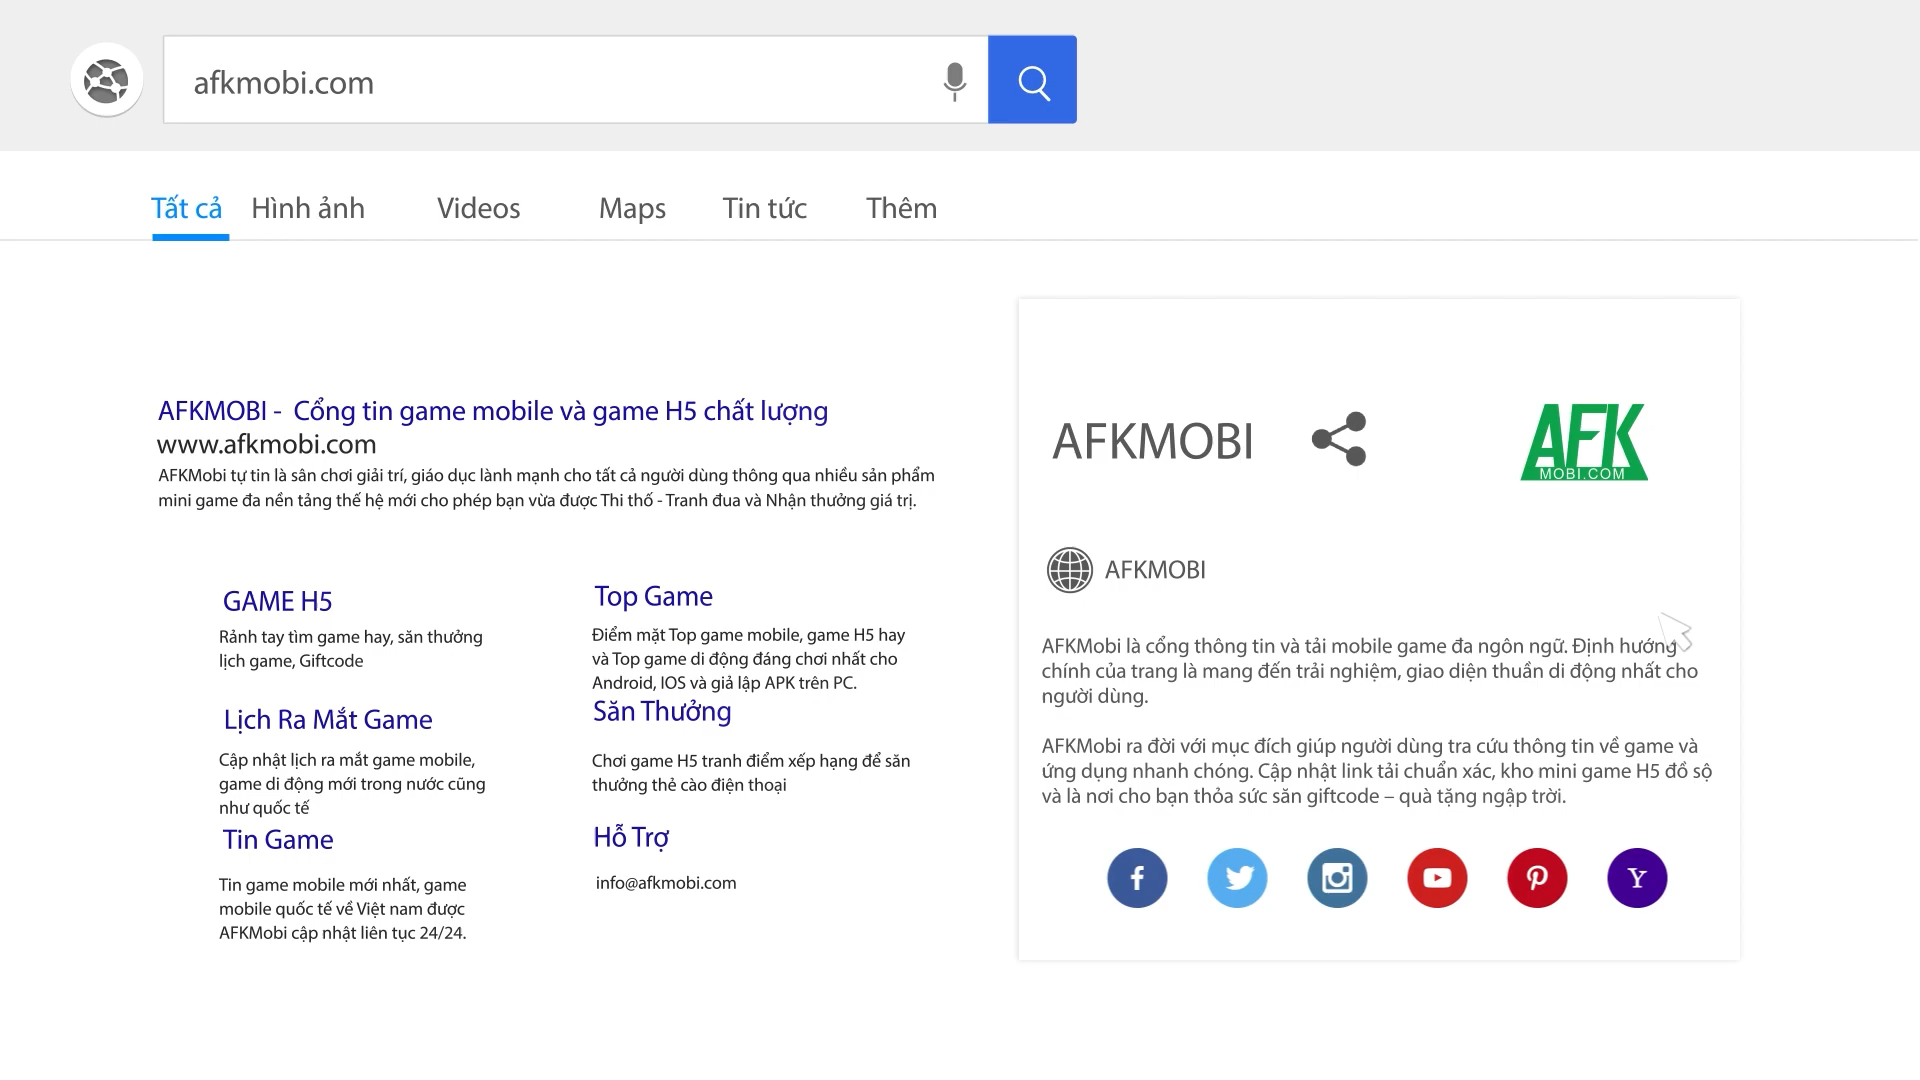 afkmobi.com
Tất cả Hình ảnh Videos Maps Tin tức Thêm
AFKMOBI - Cổng tin game mobile và game H5 chất lượng
www.afkmobi.com
AFKMobi tự tin là sân chơi giải trí, giáo dục lành mạnh cho tất cả người dùng thông qua nhiều sản phẩm
mini game đa nền tảng thế hệ mới cho phép bạn vừa được Thi thố - Tranh đua và Nhận thưởng giá trị.
GAME H5
Rảnh tay tìm game hay, săn thưởng
lịch game, Giftcode
Lịch Ra Mắt Game
Cập nhật lịch ra mắt game mobile,
game di động mới trong nước cũng
như quốc tế
Tin Game
Tin game mobile mới nhất, game
mobile quốc tế về Việt nam được
AFKMobi cập nhật liên tục 24/24.
Top Game
Điểm mặt Top game mobile, game H5 hay
và Top game di động đáng chơi nhất cho
Android, IOS và giả lập APK trên PC.
Săn Thưởng
Chơi game H5 tranh điểm xếp hạng để săn
thưởng thẻ cào điện thoại
Hỗ Trợ
info@afkmobi.com
AFKMOBI
AFK
MOBI.COM
AFKMOBI
AFKMobi là cổng thông tin và tải mobile game đa ngôn ngữ. Định hướng
chính của trang là mang đến trải nghiệm, giao diện thuần di động nhất cho
người dùng.
AFKMobi ra đời với mục đích giúp người dùng tra cứu thông tin về game và
ứng dụng nhanh chóng. Cập nhật link tải chuẩn xác, kho mini game H5 đồ sộ
và là nơi cho bạn thỏa sức săn giftcode – quà tặng ngập trời.